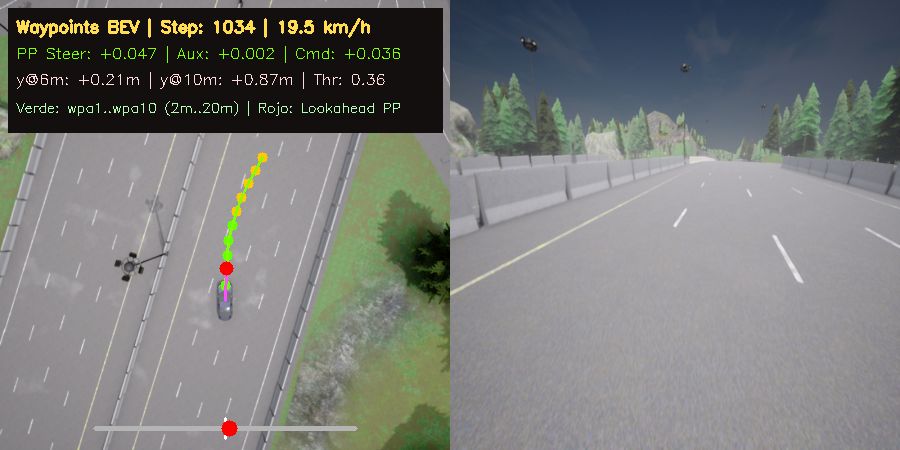 Waypoints BEV | Step: 1034 | 19.5 km/h
PP Steer: +0.047 | Aux: +0.002 | Cmd: +0.036
y@6m: +0.21m | y@10m: +0.87m | Thr: 0.36
Verde: wpa1..wpa10 (2m..20m) | Rojo: Lookahead PP